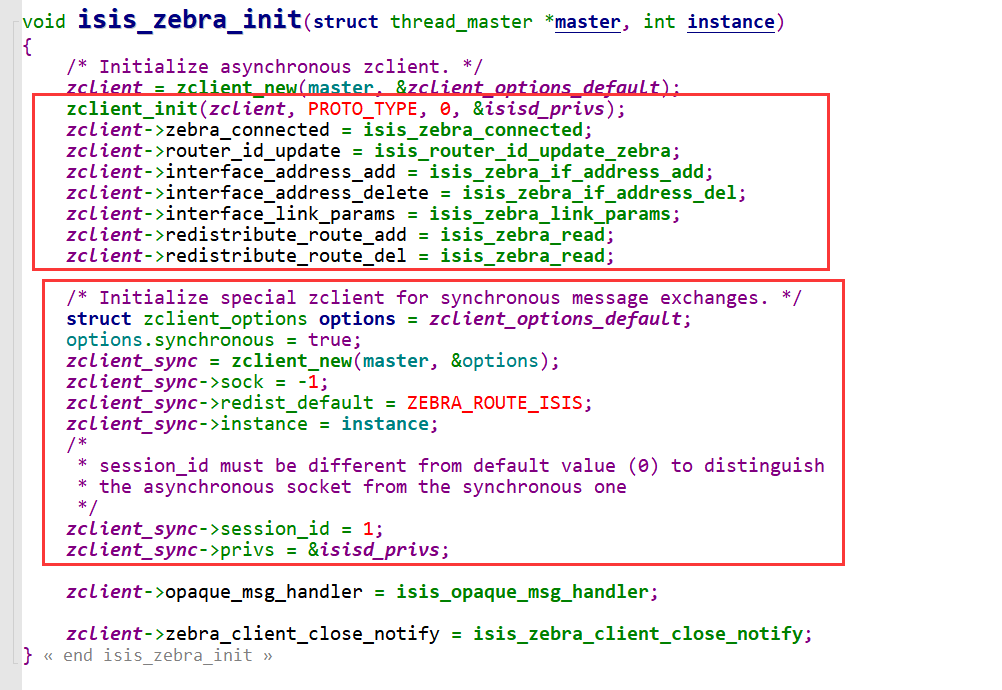 void isis_zebra_init(struct thread_master *master, int instance)
{
/* Initialize asynchronous zclient. */
zclient = zclient_new(master, &zclient_options_default);
zclient_init(zclient, PROTO_TYPE, 0, &isisd_privs);
zclient->zebra_connected = isis_zebra_connected;
zclient->router_id_update = isis_router_id_update_zebra;
zclient->interface_address_add = isis_zebra_if_address_add;
zclient->interface_address_delete = isis_zebra_if_address_del;
zclient->interface_link_params = isis_zebra_link_params;
zclient->redistribute_route_add = isis_zebra_read;
zclient->redistribute_route_del = isis_zebra_read;
/* Initialize special zclient for synchronous message exchanges. */
struct zclient_options options = zclient_options_default;
options.synchronous = true;
zclient_sync = zclient_new(master, &options);
zclient_sync->sock = -1;
zclient_sync->redist_default = ZEBRA_ROUTE_ISIS;
zclient_sync->instance = instance;
/*
* session_id must be different from default value (0) to distinguish
* the asynchronous socket from the synchronous one
*/
zclient_sync->session_id = 1;
zclient_sync->privs = &isisd_privs;
zclient->opaque_msg_handler = isis_opaque_msg_handler;
zclient->zebra_client_close_notify = isis_zebra_client_close_notify;
} « end isis_zebra_init »